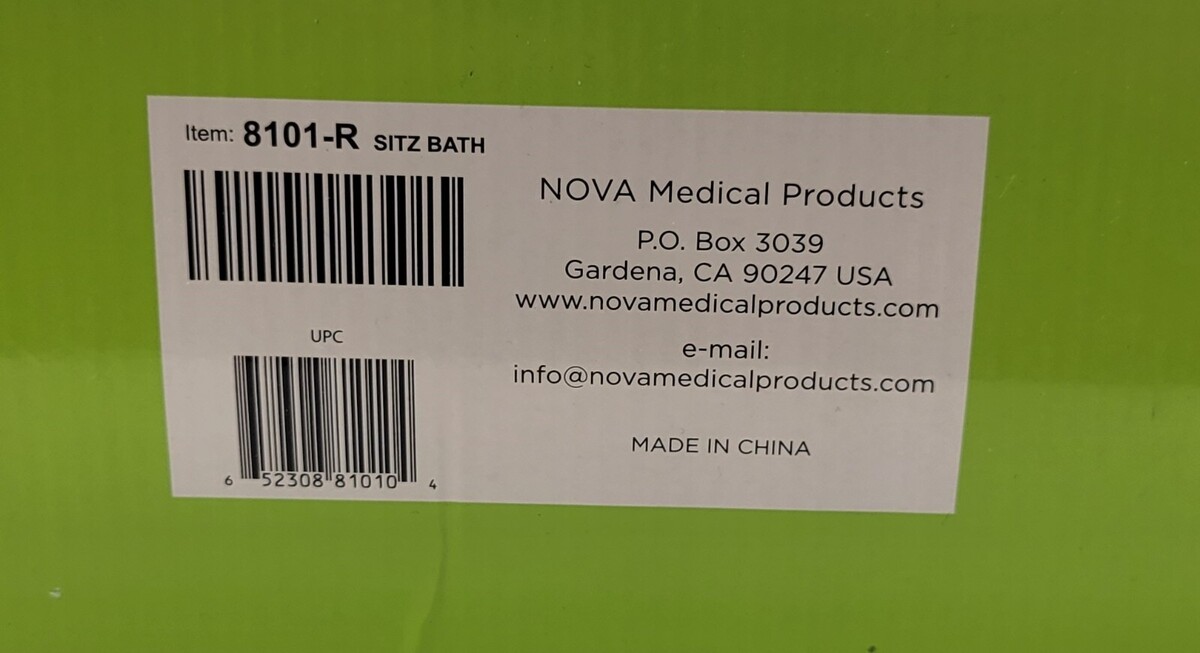 Item: 8101-R SITZ BATH
UPC
6 52308 81010 4
NOVA Medical Products
P.O. Box 3039
Gardena, CA 90247 USA
www.novamedicalproducts.com
e-mail:
info@novamedicalproducts.com
MADE IN CHINA